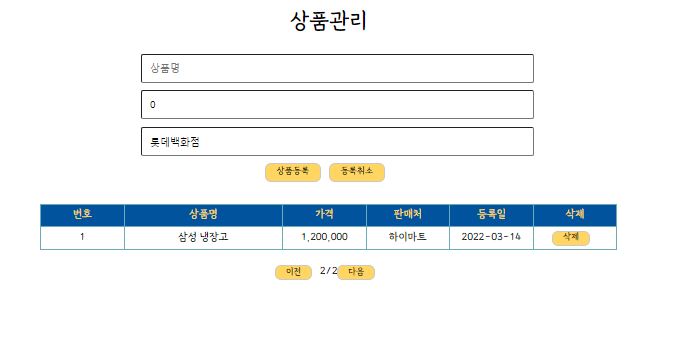 상품관리
상품명
0
롯데백화점
상품등록 등록취소
번호 상품명 가격 판매처 등록일 삭제
1 삼성 냉장고 1,200,000 하이마트 2022-03-14 삭제
이전 2/2 다음